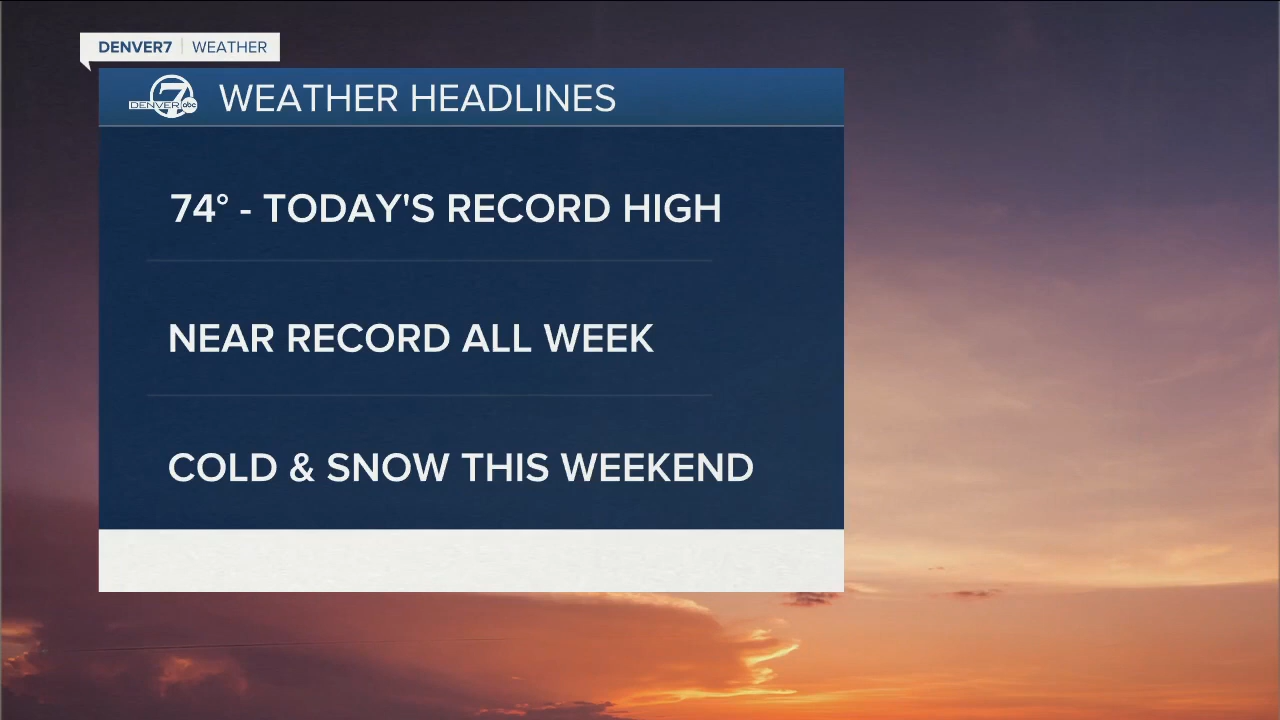 DENVER7 | WEATHER
7
DENVER abc
WEATHER HEADLINES
74° - TODAY'S RECORD HIGH
NEAR RECORD ALL WEEK
COLD & SNOW THIS WEEKEND